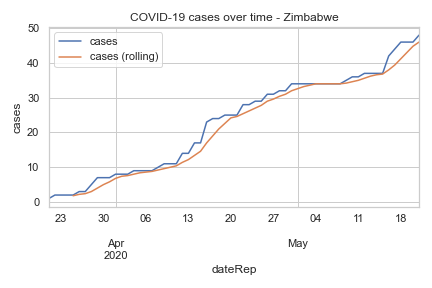 COVID-19 cases over time - Zimbabwe
cases
cases (rolling)
50
40
30
20
10
0
cases
23 30 06 13 20 27 04 11 18
Apr May
2020
dateRep